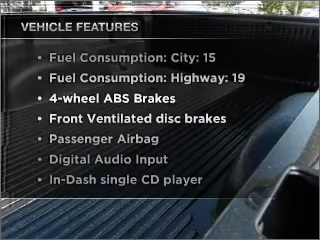 VEHICLE FEATURES
• Fuel Consumption: City: 15
• Fuel Consumption: Highway: 19
• 4-wheel ABS Brakes
• Front Ventilated disc brakes
• Passenger Airbag
• Digital Audio Input
• In-Dash single CD player